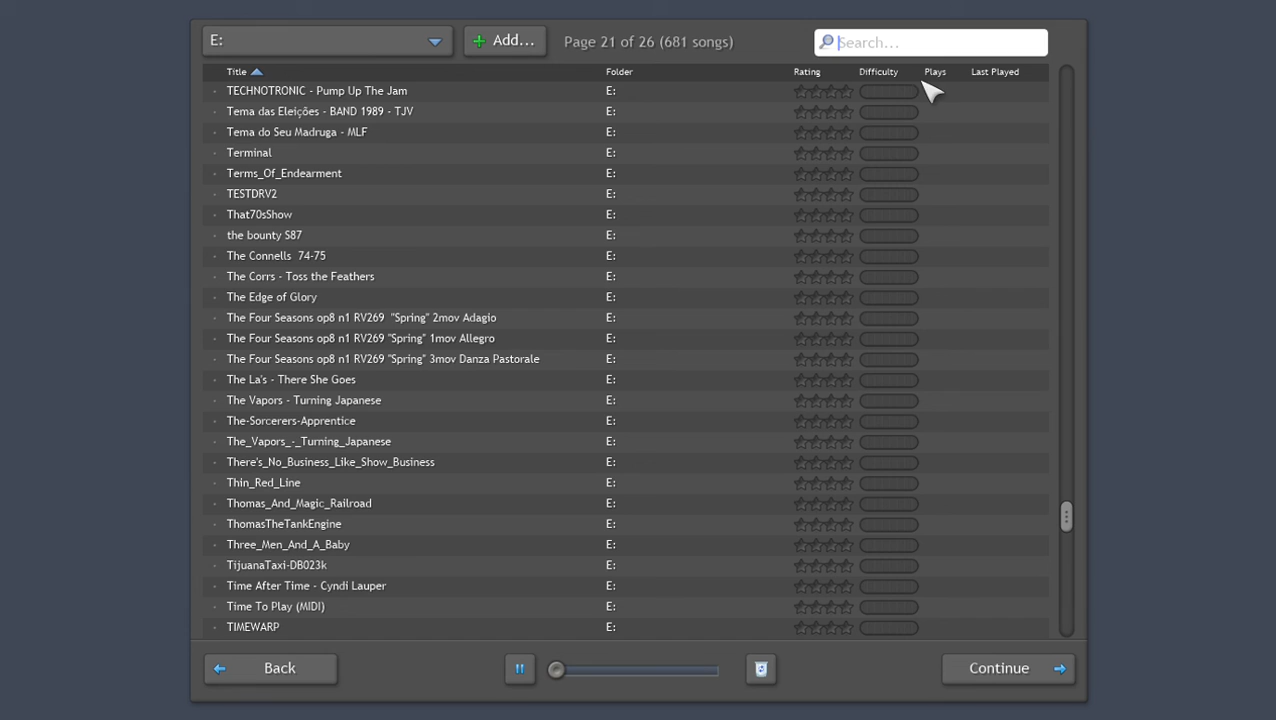 E: Add... Page 21 of 26 (681 songs) Search...
Title Folder Rating Difficulty Plays Last Played
TECHNOTRONIC - Pump Up The Jam E:
Tema das Eleições - BAND 1989 - TJV E:
Tema do Seu Madruga - MLF E:
Terminal E:
Terms_Of_Endearment E:
TESTDRV2 E:
That70sShow E:
the bounty S87 E:
The Connells  74-75 E:
The Corrs - Toss the Feathers E:
The Edge of Glory E:
The Four Seasons op8 n1 RV269  "Spring" 2mov Adagio E:
The Four Seasons op8 n1 RV269 "Spring" 1mov Allegro E:
The Four Seasons op8 n1 RV269 "Spring" 3mov Danza Pastorale E:
The La's - There She Goes E:
The Vapors - Turning Japanese E:
The-Sorcerers-Apprentice E:
The_Vapors_-_Turning_Japanese E:
There's_No_Business_Like_Show_Business E:
Thin_Red_Line E:
Thomas_And_Magic_Railroad E:
ThomasTheTankEngine E:
Three_Men_And_A_Baby E:
TijuanaTaxi-DB023k E:
Time After Time - Cyndi Lauper E:
Time To Play (MIDI) E:
TIMEWARP E:
Back Continue